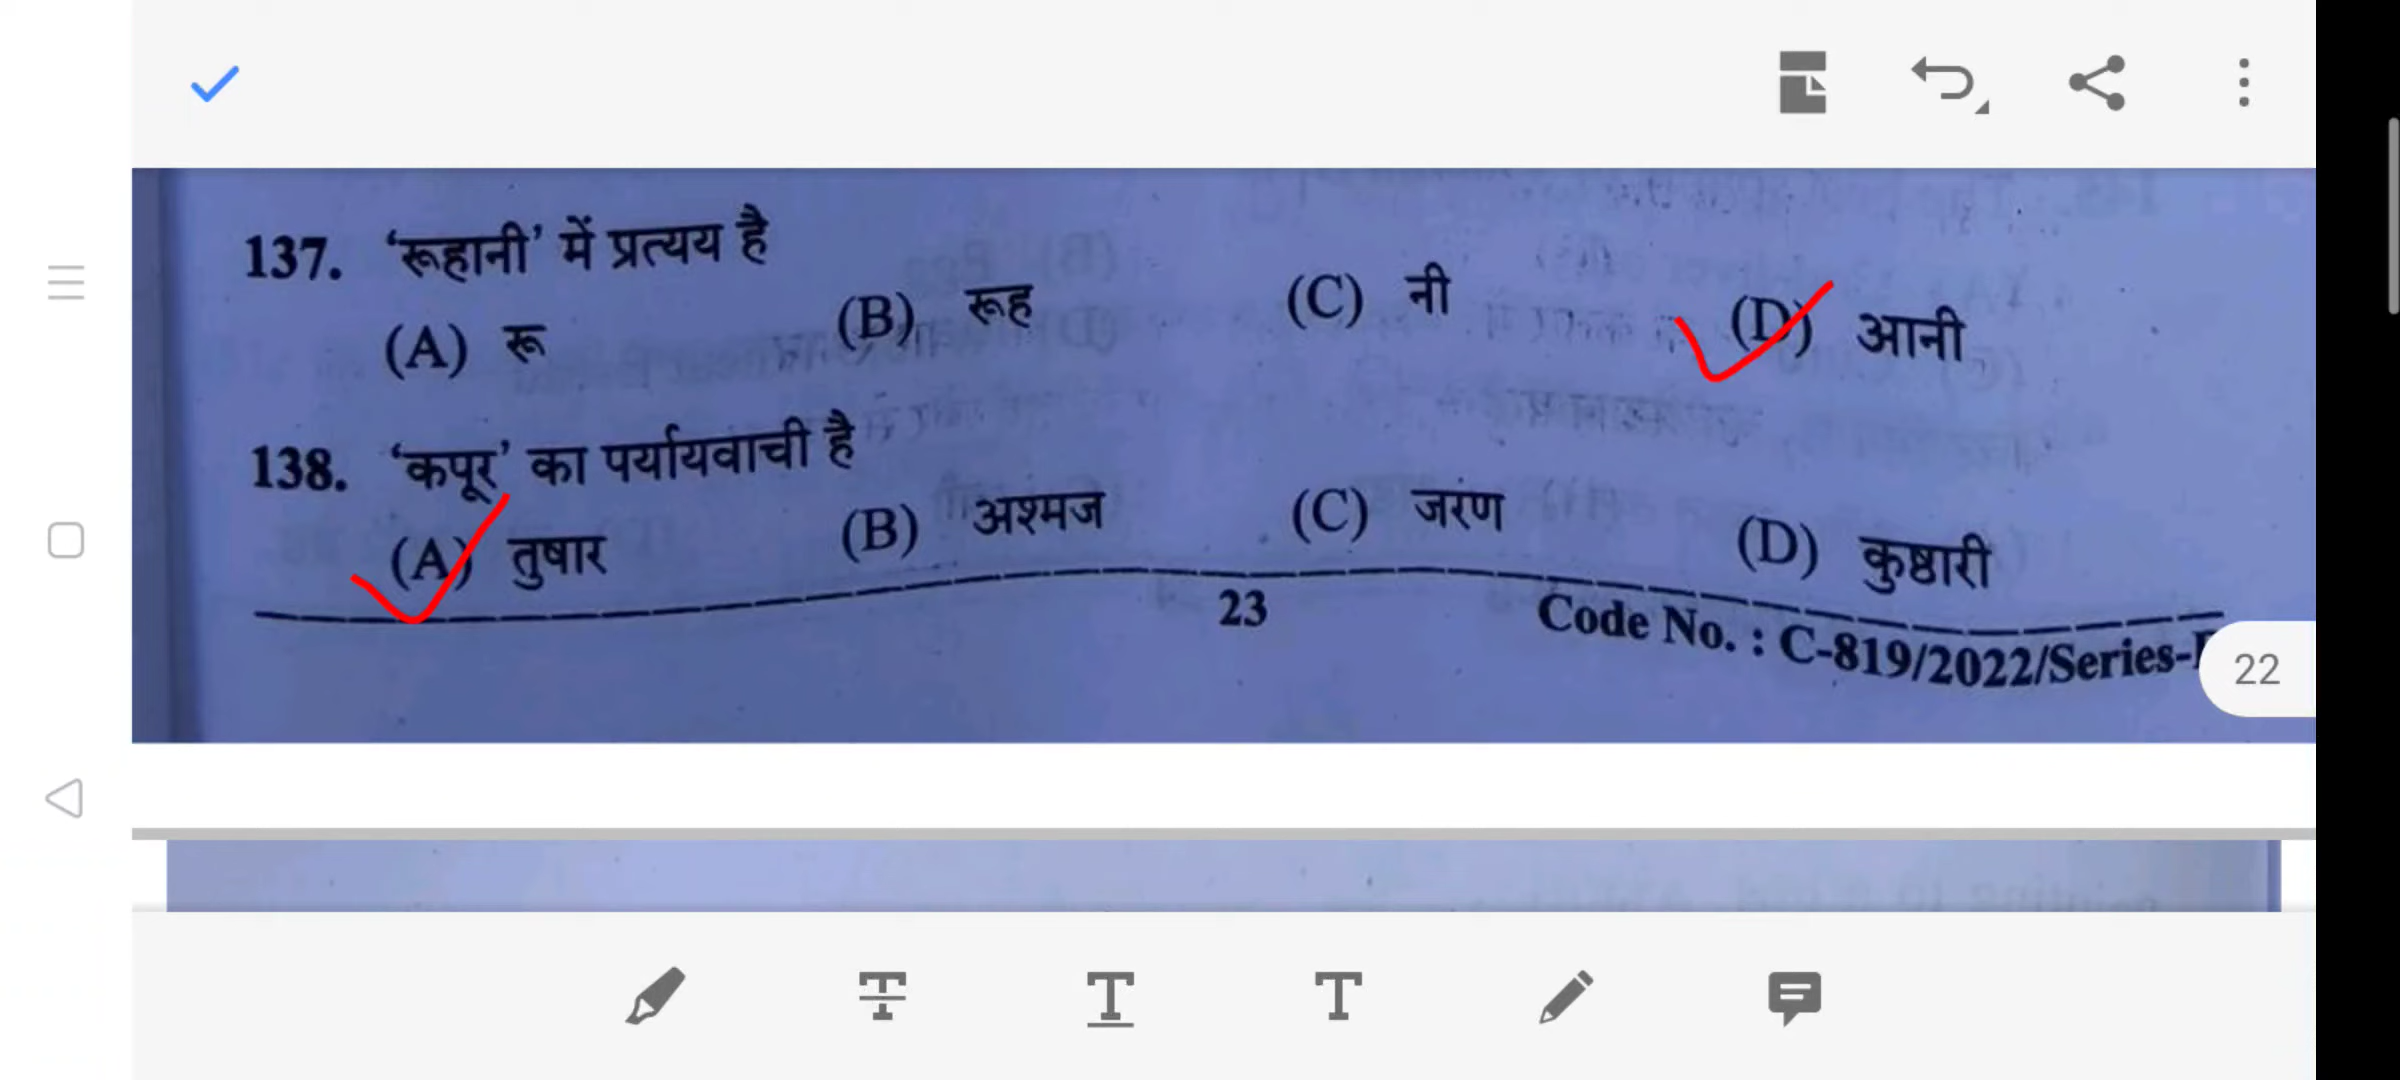 137. ‘रूहानी’ में प्रत्यय है
(A) रू (B) रूह (C) नी (D) आनी
138. ‘कपूर’ का पर्यायवाची है
(A) तुषार (B) अश्मज (C) जरण (D) कुष्ठारी
23 Code No. : C-819/2022/Series-
22